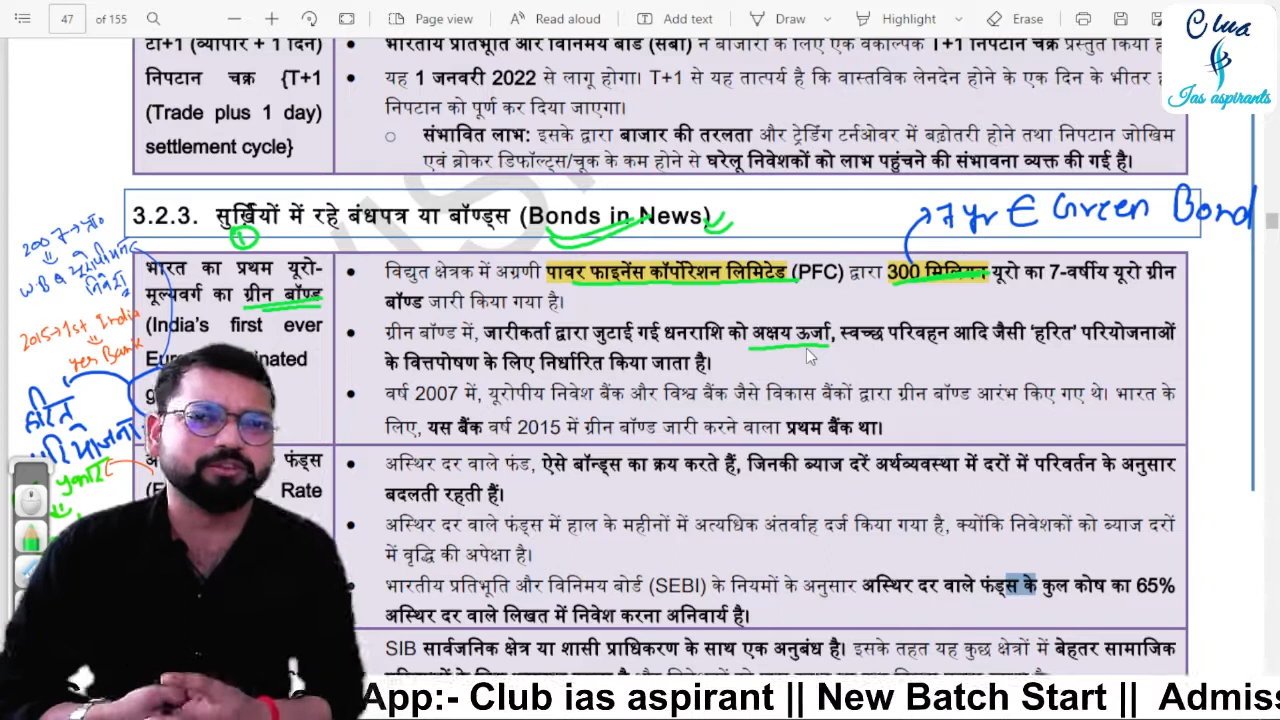 47 of 155
Page view
Read aloud
Add text
Draw
Highlight
Erase
Clua
Ias aspirants
टी+1 (व्यापार + 1 दिन)
निपटान चक्र {T+1
(Trade plus 1 day)
settlement cycle}
भारतीय प्रतिभूति और विनिमय बोर्ड (सेबी) ने बाजारों के लिए एक वैकल्पिक T+1 निपटान चक्र प्रस्तुत किया
यह 1 जनवरी 2022 से लागू होगा। T+1 से यह तात्पर्य है कि वास्तविक लेनदेन होने के एक दिन के भीतर
निपटान को पूर्ण कर दिया जाएगा।
संभावित लाभ: इसके द्वारा बाजार की तरलता और ट्रेडिंग टर्नओवर में बढ़ोतरी होने तथा निपटान जोखिम
एवं ब्रोकर डिफॉल्ट्स/चूक के कम होने से घरेलू निवेशकों को लाभ पहुंचने की संभावना व्यक्त की गई है।
3.2.3. सुर्खियों में रहे बंधपत्र या बॉण्ड्स (Bonds in News)
1
7 yr € Green Bond
2007→
WB &
2015→1st India
Yes Bank
हरित
परियोजना
भारत का प्रथम यूरो-
मूल्यवर्ग का ग्रीन बॉण्ड
(India's first ever
विद्युत क्षेत्रक में अग्रणी पावर फाइनेंस कॉर्पोरेशन लिमिटेड (PFC) द्वारा 300 मिलियन यूरो का 7-वर्षीय यूरो ग्रीन
बॉण्ड जारी किया गया है।
ग्रीन बॉण्ड में, जारीकर्ता द्वारा जुटाई गई धनराशि को अक्षय ऊर्जा, स्वच्छ परिवहन आदि जैसी 'हरित' परियोजनाओं
के वित्तपोषण के लिए निर्धारित किया जाता है।
वर्ष 2007 में, यूरोपीय निवेश बैंक और विश्व बैंक जैसे विकास बैंकों द्वारा ग्रीन बॉण्ड आरंभ किए गए थे। भारत के
लिए, यस बैंक वर्ष 2015 में ग्रीन बॉण्ड जारी करने वाला प्रथम बैंक था।
फंड्स
Rate
अस्थिर दर वाले फंड, ऐसे बॉन्ड्स का क्रय करते हैं, जिनकी ब्याज दरें अर्थव्यवस्था में दरों में परिवर्तन के अनुसार
बदलती रहती हैं।
अस्थिर दर वाले फंड्स में हाल के महीनों में अत्यधिक अंतर्वाह दर्ज किया गया है, क्योंकि निवेशकों को ब्याज दरों
में वृद्धि की अपेक्षा है।
भारतीय प्रतिभूति और विनिमय बोर्ड (SEBI) के नियमों के अनुसार अस्थिर दर वाले फंड्स के कुल कोष का 65%
अस्थिर दर वाले लिखत में निवेश करना अनिवार्य है।
SIB सार्वजनिक क्षेत्र या शासी प्राधिकरण के साथ एक अनुबंध है। इसके तहत यह कुछ क्षेत्रों में बेहतर सामाजिक
App:- Club ias aspirant || New Batch Start || Admis